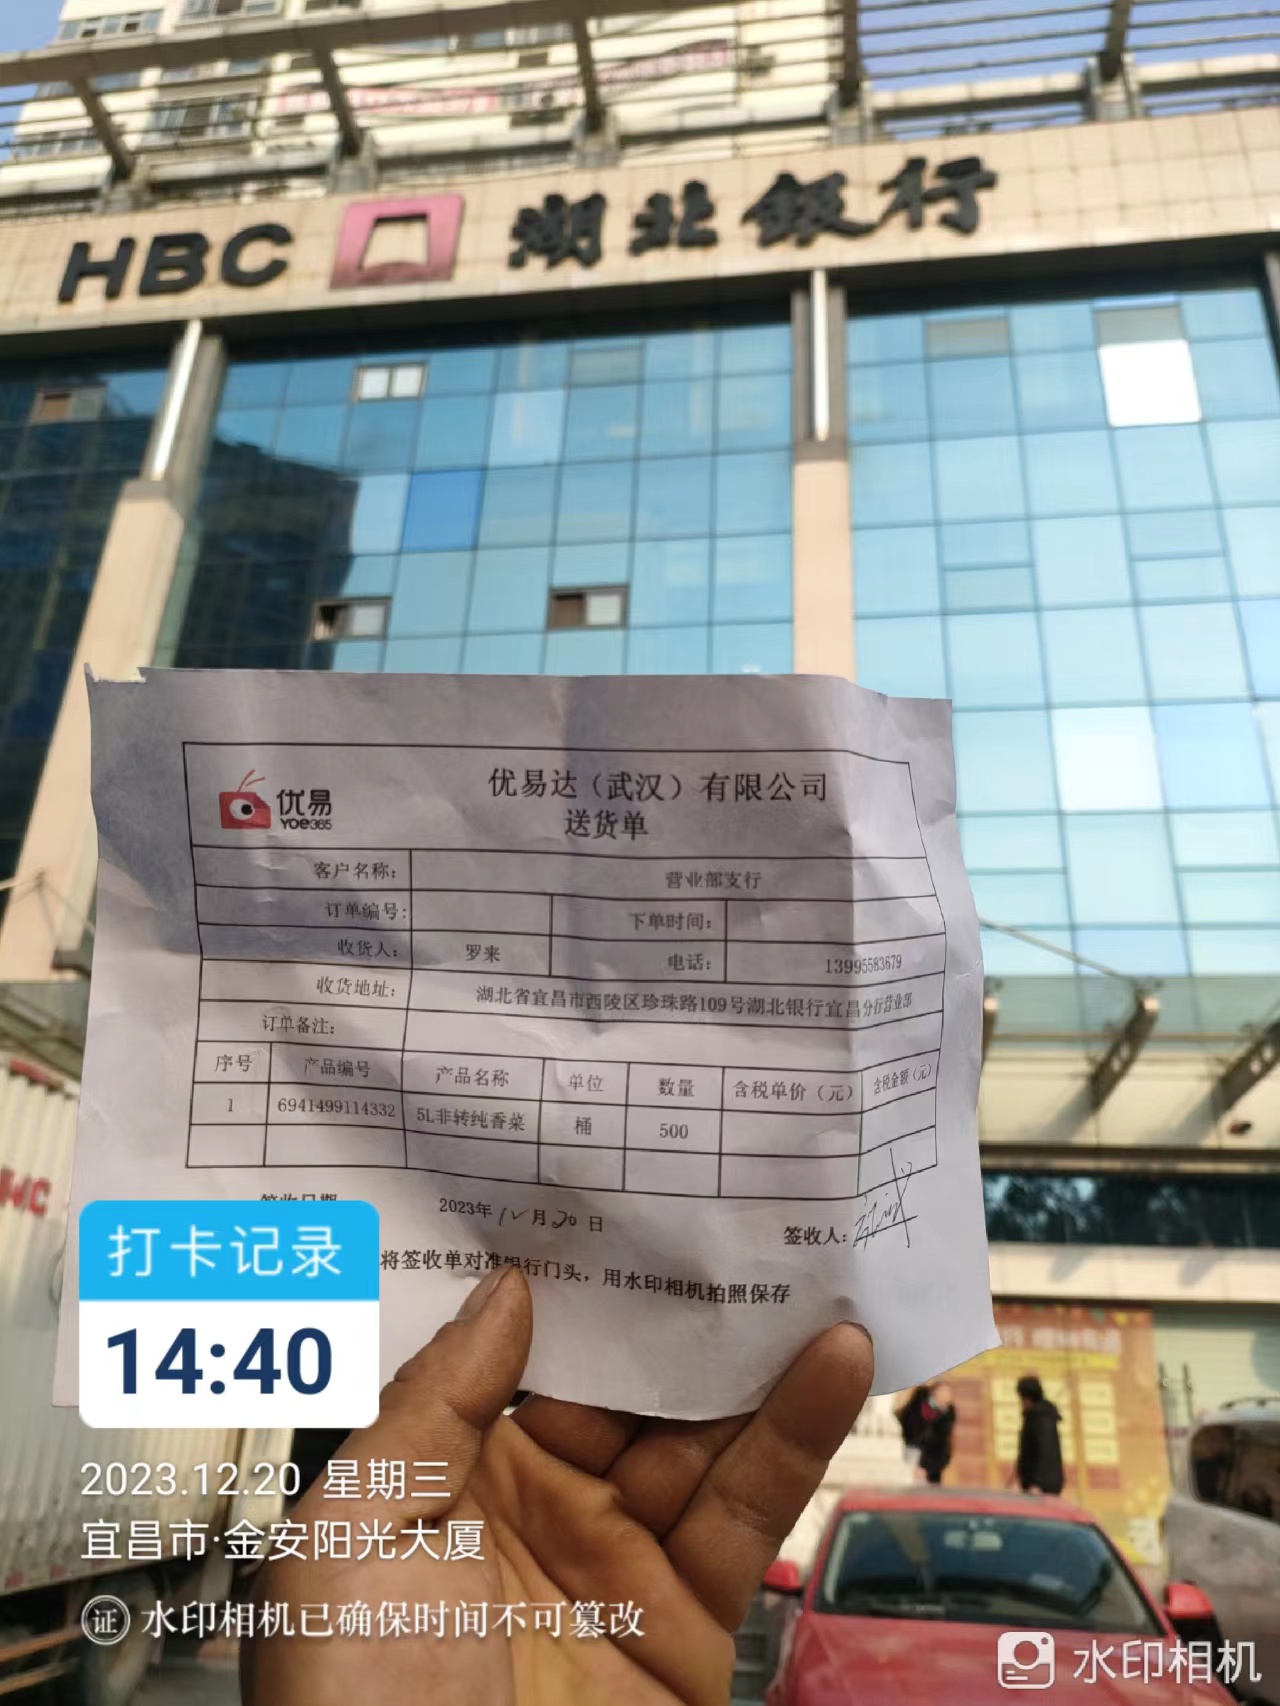 HBC 湖北銀行
优易
YOe365
优易达（武汉）有限公司
送货单
客户名称： 营业部支行
订单编号： 下单时间：
收货人： 罗来 电话： 13995583679
收货地址： 湖北省宜昌市西陵区珍珠路109号湖北银行宜昌分行营业部
订单备注：
序号 产品编号 产品名称 单位 数量 含税单价（元） 含税金额（元）
1 6941499114332 5L非转纯香菜 桶 500
签收日期 2023年12月20日 签收人：
将签收单对准银行门头，用水印相机拍照保存
打卡记录
14:40
2023.12.20 星期三
宜昌市·金安阳光大厦
证 水印相机已确保时间不可篡改
水印相机